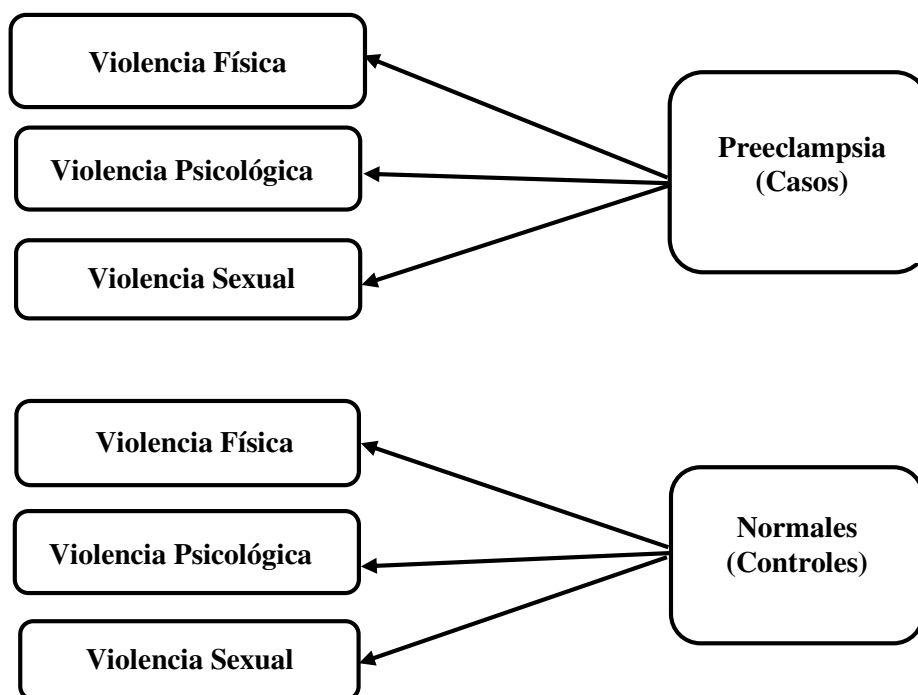 Violencia Física
Violencia Psicológica
Violencia Sexual
Preeclampsia
(Casos)
Violencia Física
Violencia Psicológica
Violencia Sexual
Normales
(Controles)